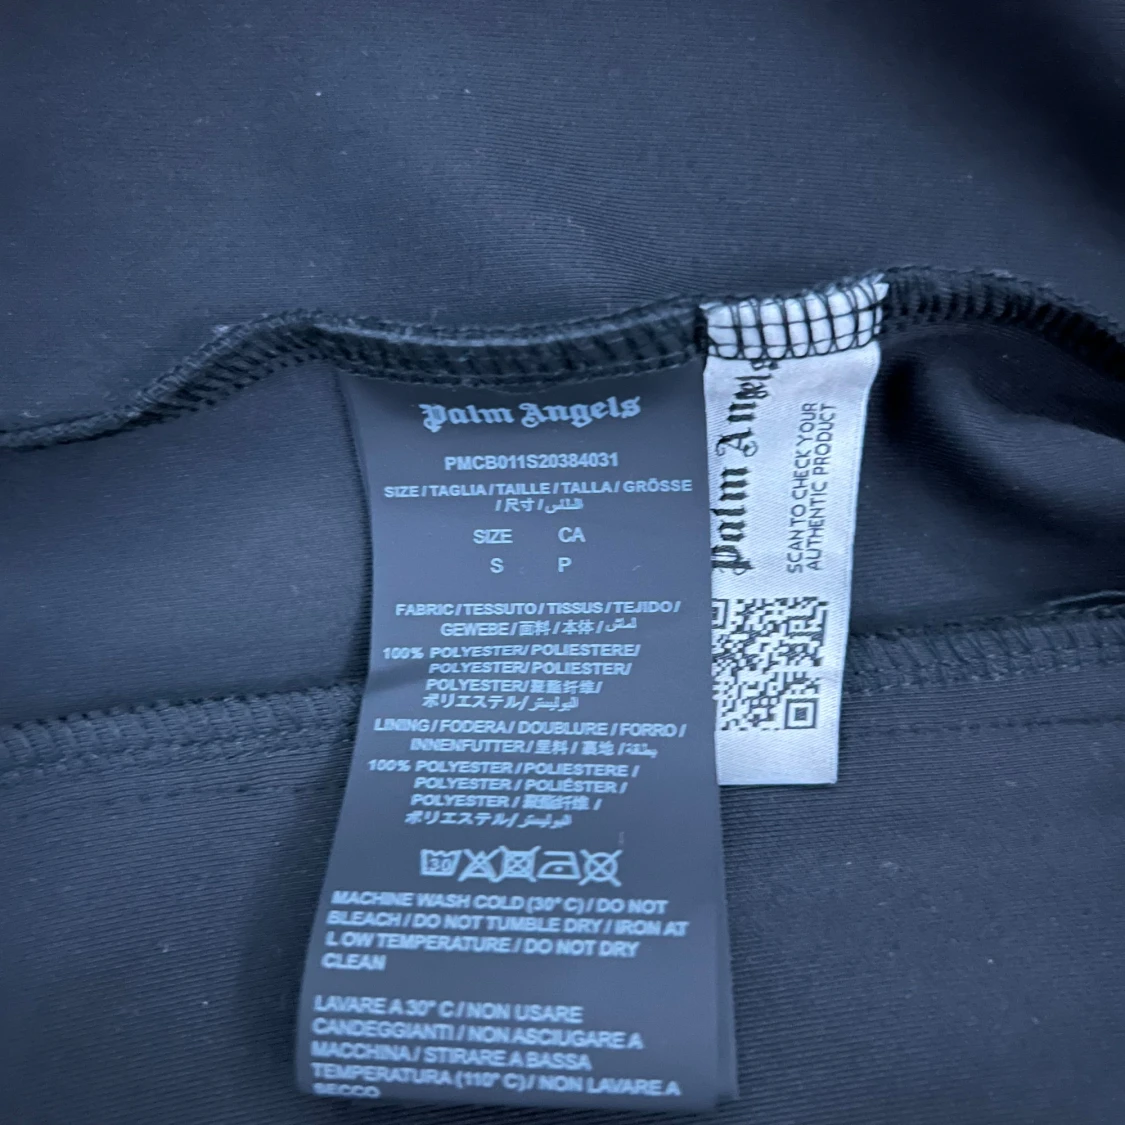 Palm Angels
PMCB011S20384031
SIZE / TAGLIA / TAILLE / TALLA / GRÖSSE
/ 尺寸 /
SIZE CA
S P
FABRIC / TESSUTO / TISSUS / TEJIDO /
GEWEBE / 面料 / 本体 /
100% POLYESTER / POLIESTERE/
POLYESTER/ POLIESTER/
POLYESTER/ 聚酯纤维/
ポリエステル/ البوليستر
LINING / FODERA / DOUBLURE / FORRO /
INNENFUTTER / 里料 / 裏地 / بطانة
100% POLYESTER / POLIESTERE /
POLYESTER / POLIÉSTER /
POLYESTER / 聚酯纤维 /
ポリエステル/ البوليستر
30
MACHINE WASH COLD (30° C) / DO NOT
BLEACH / DO NOT TUMBLE DRY / IRON AT
L OW TEMPERATURE / DO NOT DRY
CLEAN
LAVARE A 30° C / NON USARE
CANDEGGIANTI / NON ASCIUGARE A
MACCHINA / STIRARE A BASSA
TEMPERATURA (110° C) / NON LAVARE A
SECCO
Palm Angels
SCAN TO CHECK YOUR
AUTHENTIC PRODUCT